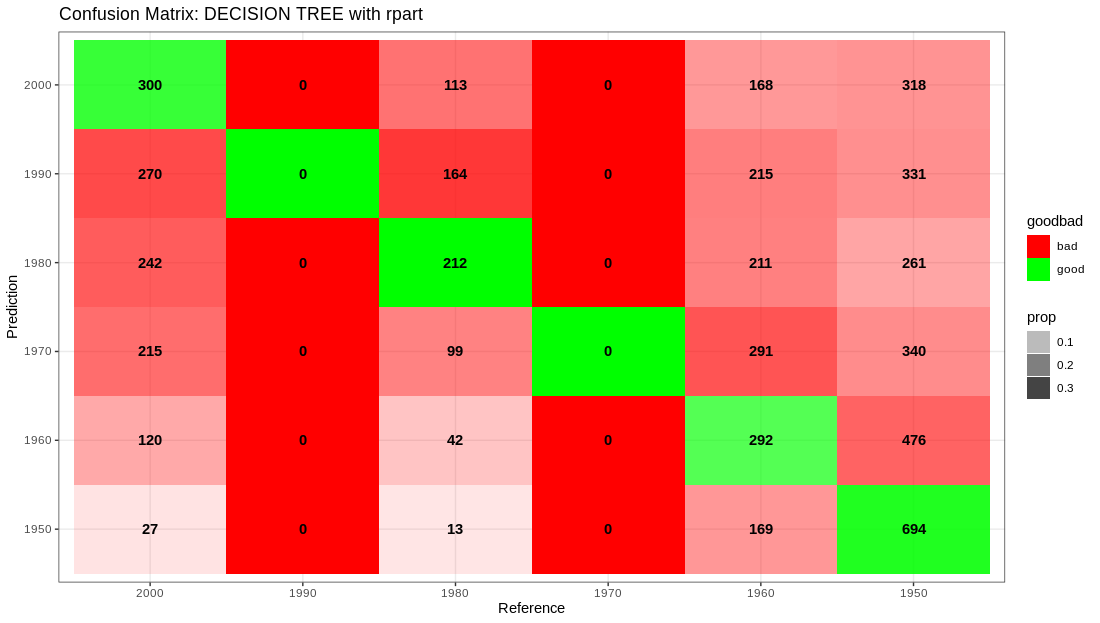 Confusion Matrix: DECISION TREE with rpart
Prediction
2000 300 0 113 0 168 318
1990 270 0 164 0 215 331
1980 242 0 212 0 211 261
1970 215 0 99 0 291 340
1960 120 0 42 0 292 476
1950 27 0 13 0 169 694
2000 1990 1980 1970 1960 1950
Reference
goodbad
bad
good
prop
0.1
0.2
0.3